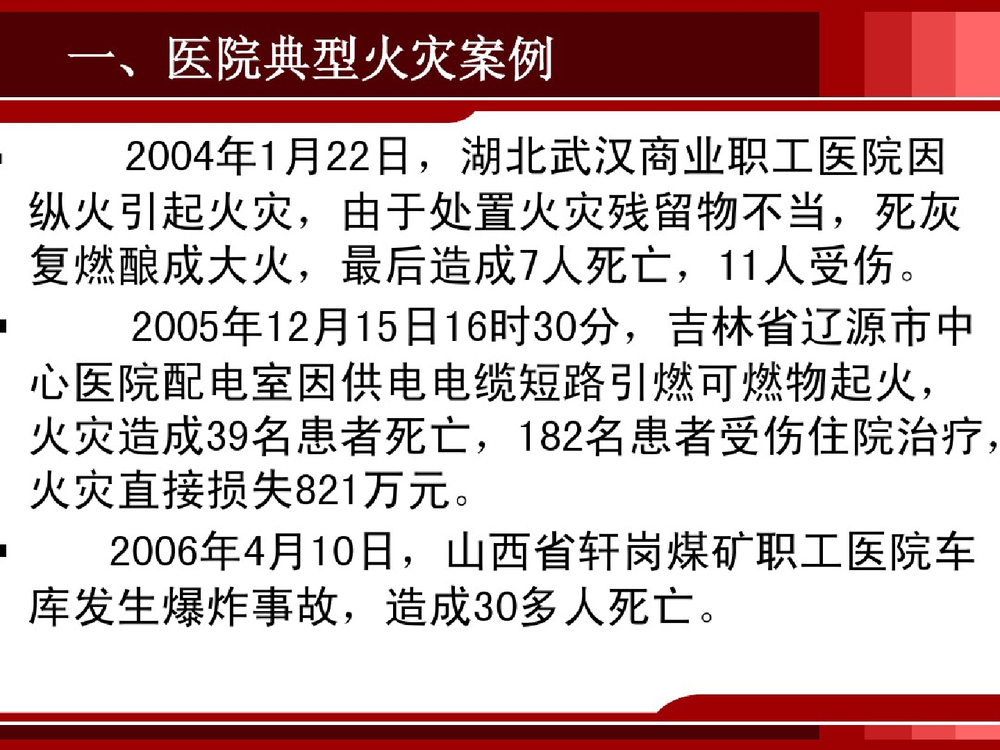 一、医院典型火灾案例
2004年1月22日，湖北武汉商业职工医院因
纵火引起火灾，由于处置火灾残留物不当，死灰
复燃酿成大火，最后造成7人死亡，11人受伤。
2005年12月15日16时30分，吉林省辽源市中
心医院配电室因供电电缆短路引燃可燃物起火，
火灾造成39名患者死亡，182名患者受伤住院治疗，
火灾直接损失821万元。
2006年4月10日，山西省轩岗煤矿职工医院车
库发生爆炸事故，造成30多人死亡。